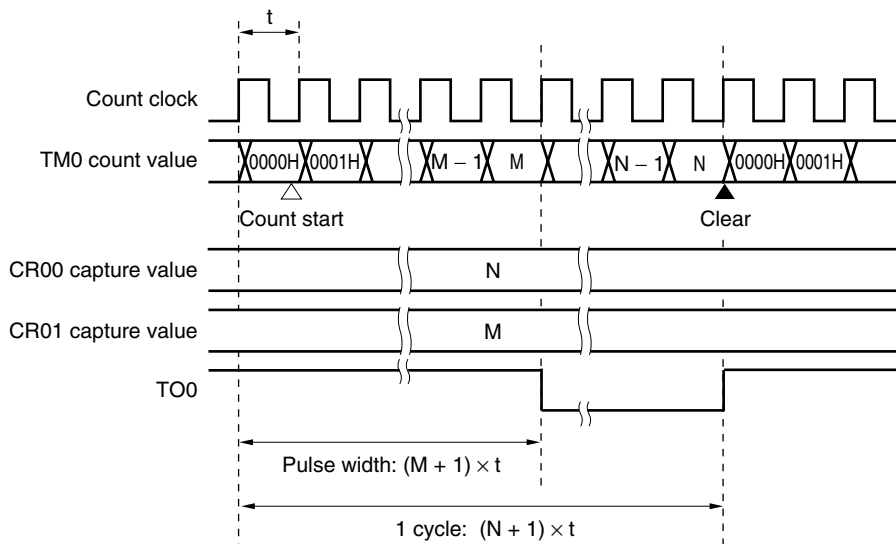 t
Count clock
TM0 count value 0000H 0001H M – 1 M N – 1 N 0000H 0001H
Count start Clear
CR00 capture value N
CR01 capture value M
TO0
Pulse width: (M + 1) × t
1 cycle: (N + 1) × t